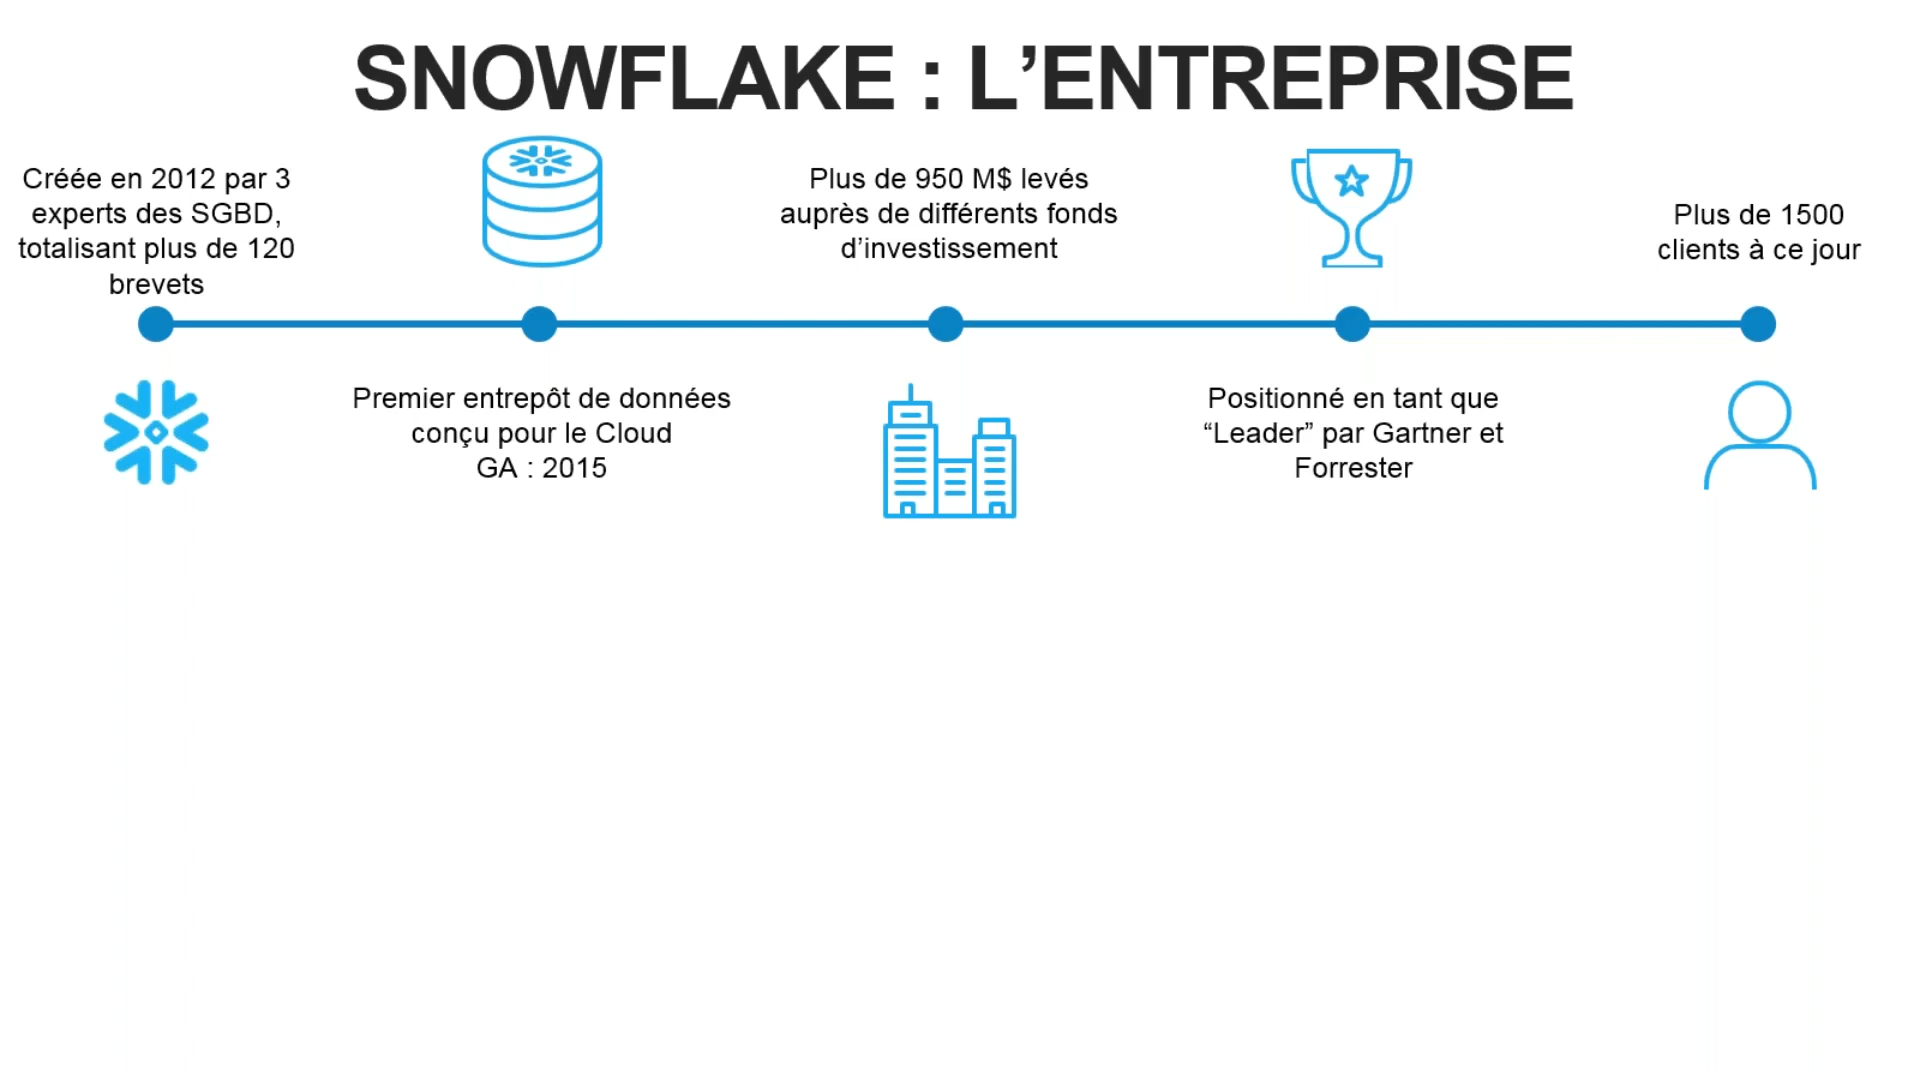 SNOWFLAKE : L’ENTREPRISE
Créée en 2012 par 3
experts des SGBD,
totalisant plus de 120
brevets
Premier entrepôt de données
conçu pour le Cloud
GA : 2015
Plus de 950 M$ levés
auprès de différents fonds
d’investissement
Positionné en tant que
“Leader” par Gartner et
Forrester
Plus de 1500
clients à ce jour